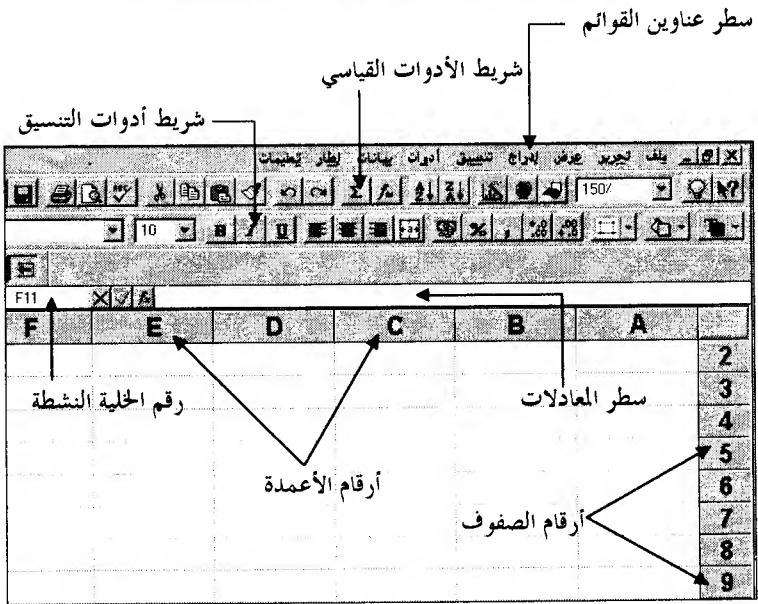 سطر عناوين القوائم
شريط الأدوات القياسي
شريط أدوات التنسيق
ملف تحرير عرض إدراج تنسيق أدوات بيانات إطار تعليمات
150%
10 B I U % ,
F11
F E D C B A
2
3
4
5
6
7
8
9
رقم الخلية النشطة
سطر المعادلات
أرقام الأعمدة
أرقام الصفوف